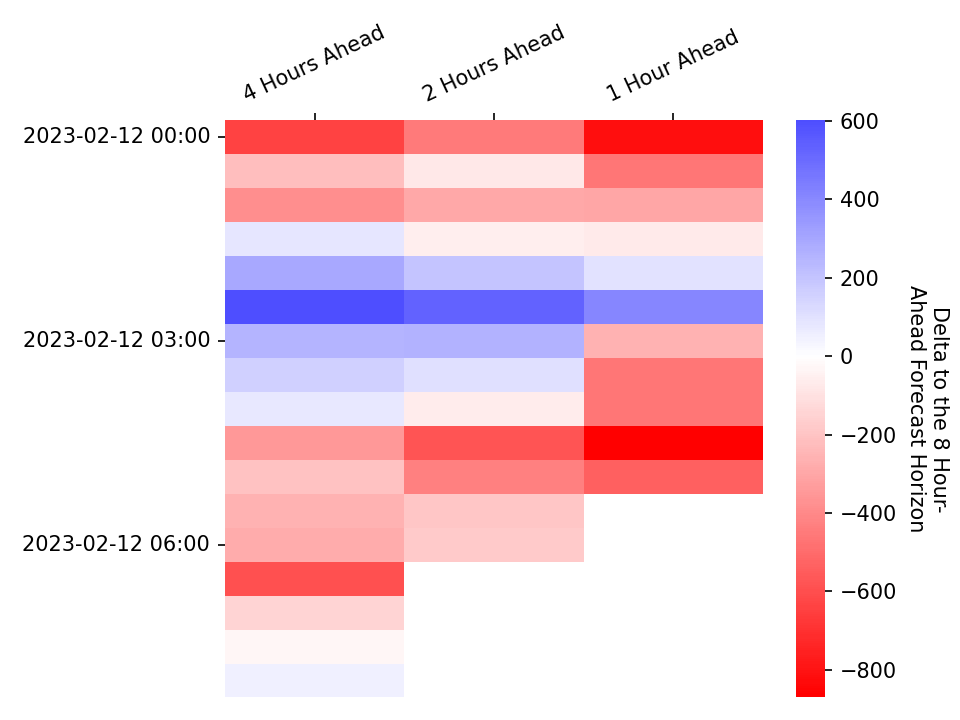 4 Hours Ahead
2 Hours Ahead
1 Hour Ahead
2023-02-12 00:00
2023-02-12 03:00
2023-02-12 06:00
600
400
200
0
−200
−400
−600
−800
Delta to the 8 Hour-
Ahead Forecast Horizon